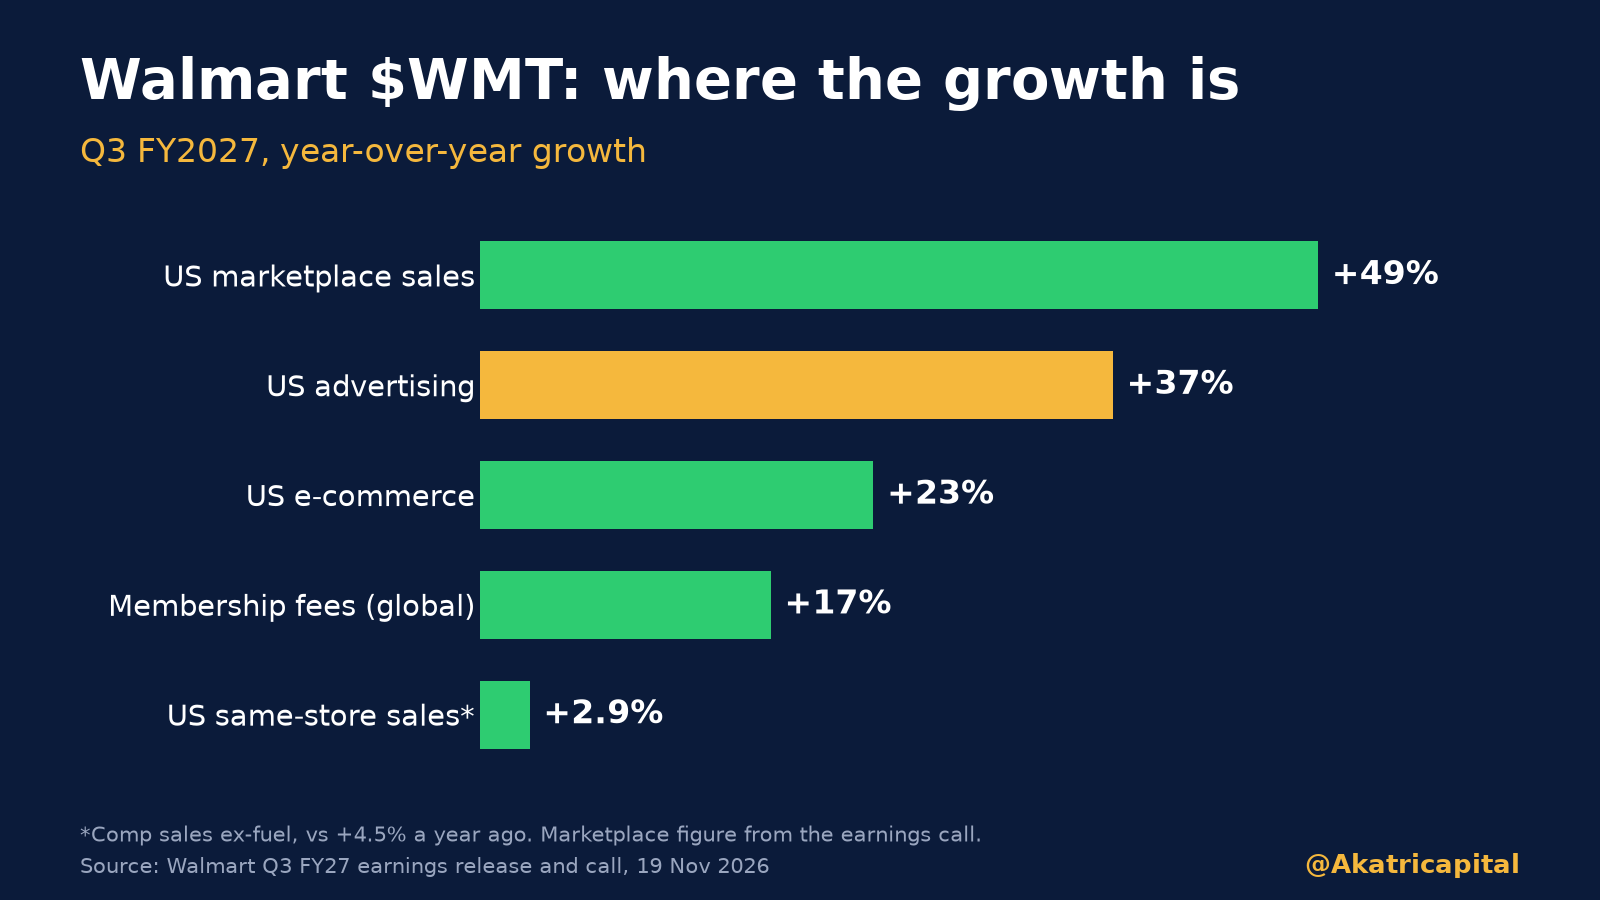 Walmart $WMT: where the growth is
Q3 FY2027, year-over-year growth
US marketplace sales +49%
US advertising +37%
US e-commerce +23%
Membership fees (global) +17%
US same-store sales* +2.9%
*Comp sales ex-fuel, vs +4.5% a year ago. Marketplace figure from the earnings call.
Source: Walmart Q3 FY27 earnings release and call, 19 Nov 2026
@Akatricapital